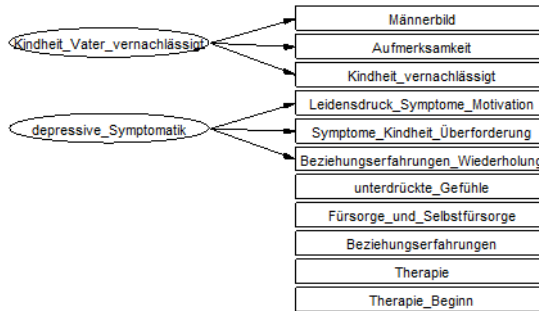 Männerbild
Kindheit_Vater_vernachlässigt
Aufmerksamkeit
Kindheit_vernachlässigt
Leidensdruck_Symptome_Motivation
depressive_Symptomatik
Symptome_Kindheit_Überforderung
Beziehungserfahrungen_Wiederholung
unterdrückte_Gefühle
Fürsorge_und_Selbstfürsorge
Beziehungserfahrungen
Therapie
Therapie_Beginn